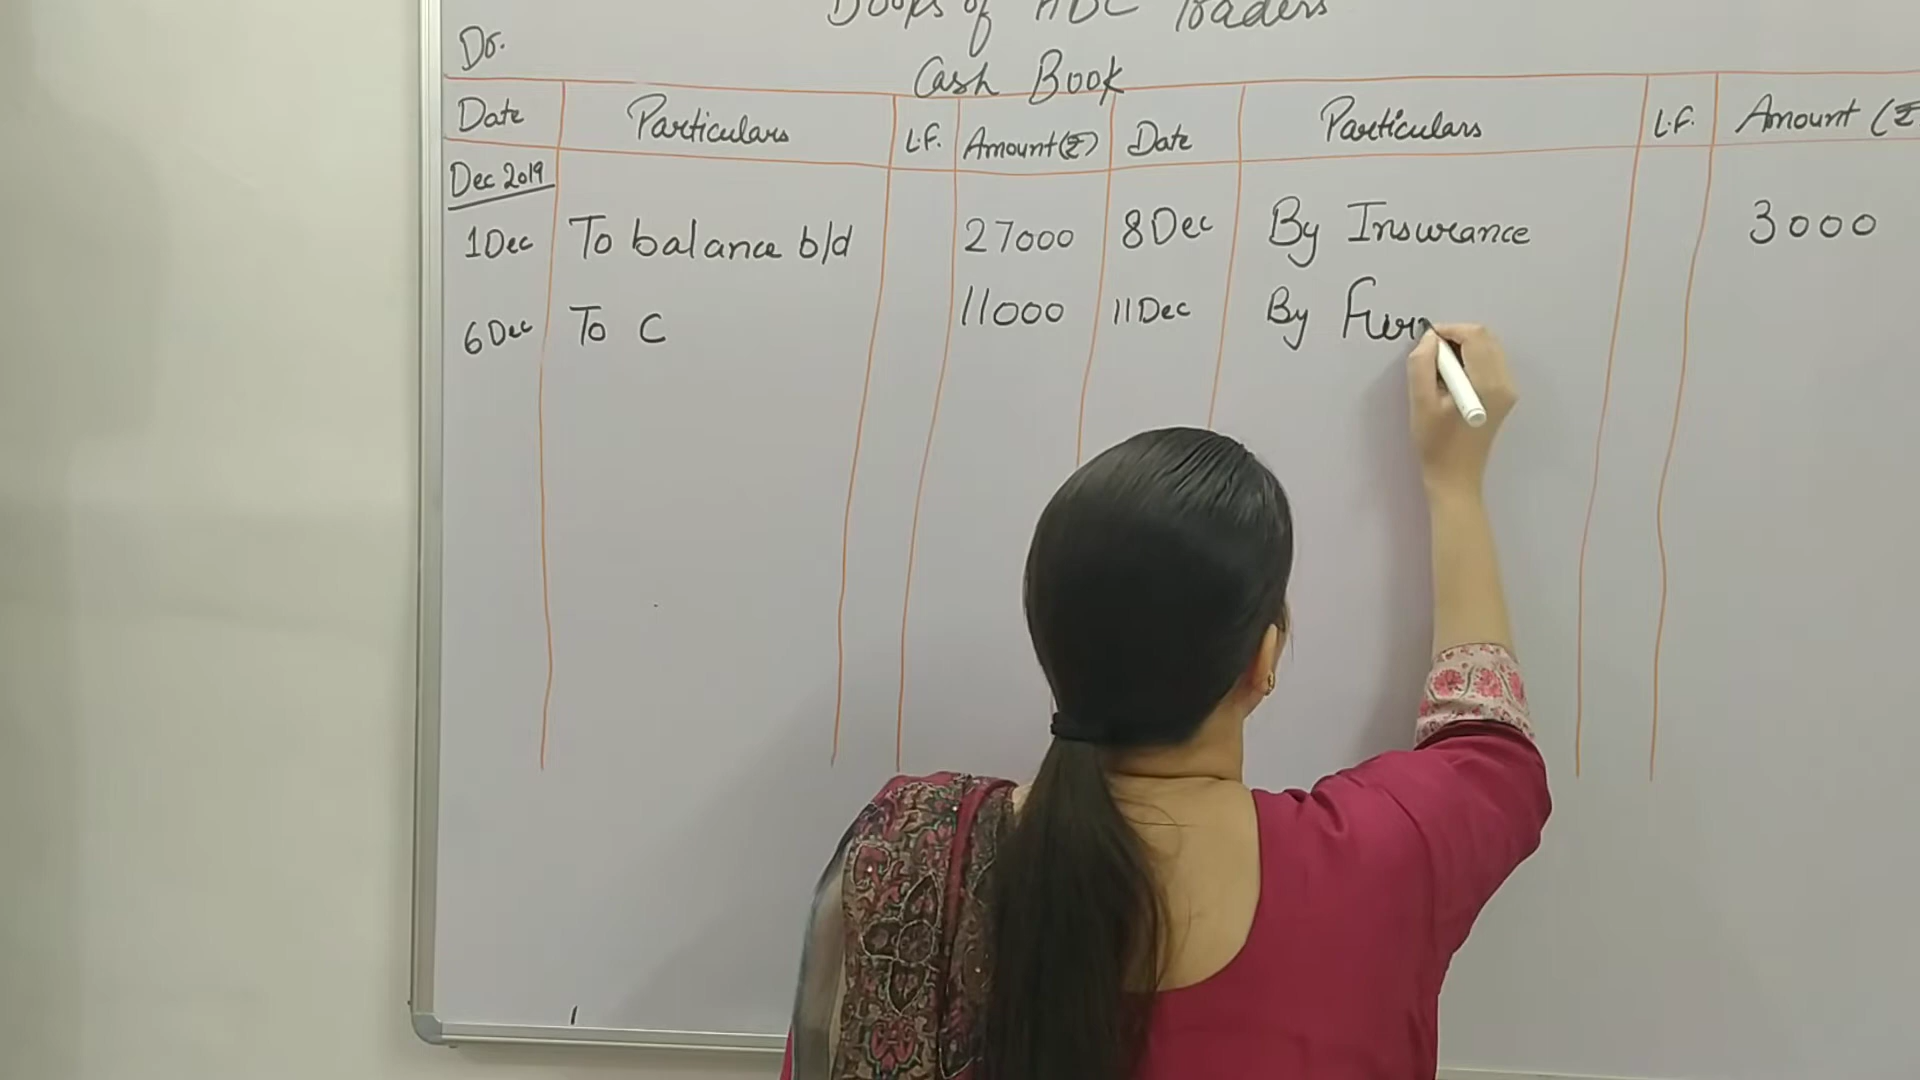 Books of ABC Traders
Dr.
Cash Book
Date Particulars L.F. Amount(₹) Date Particulars L.F. Amount (₹
Dec 2019
1 Dec To balance b/d 27000 8 Dec By Insurance 3000
6 Dec To C 11000 11 Dec By Furn